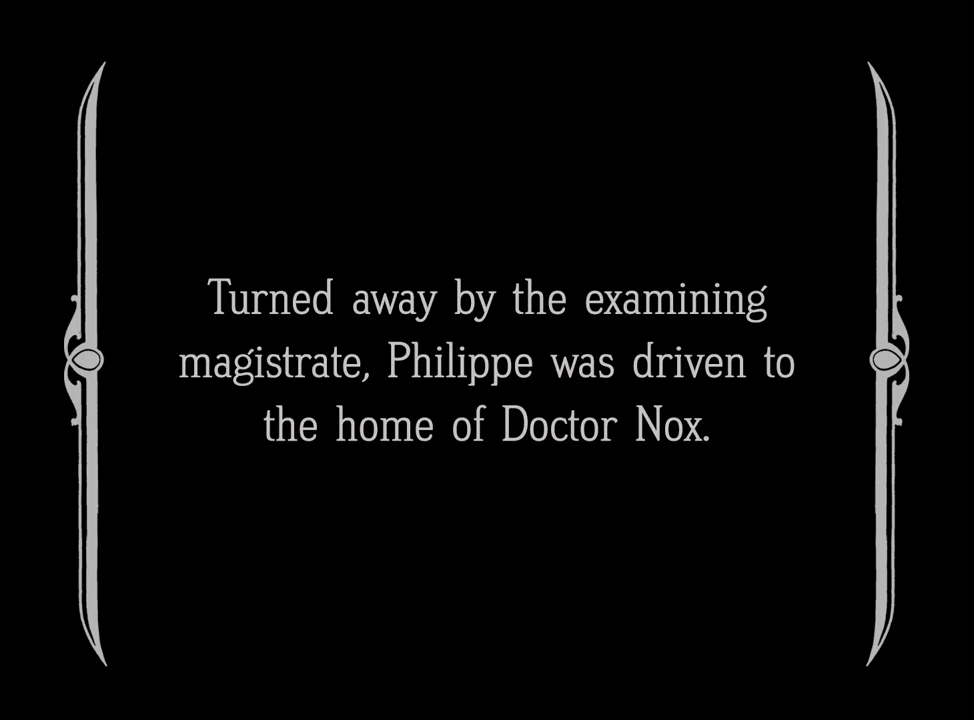 Turned away by the examining
magistrate, Philippe was driven to
the home of Doctor Nox.